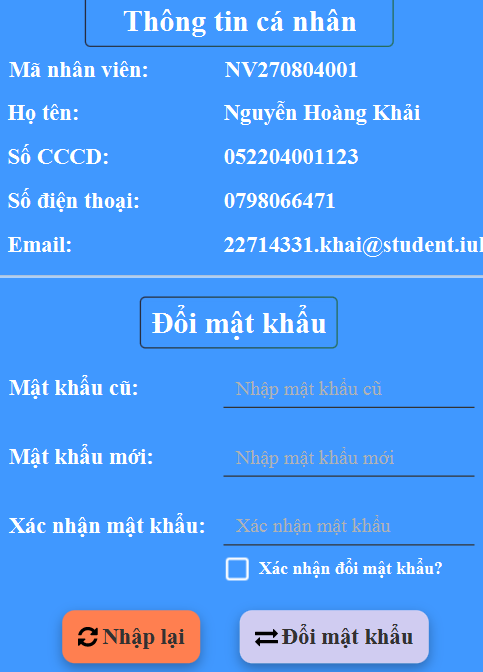 Thông tin cá nhân
Mã nhân viên: NV270804001
Họ tên: Nguyễn Hoàng Khải
Số CCCD: 052204001123
Số điện thoại: 0798066471
Email: 22714331.khai@student.iuh
Đổi mật khẩu
Mật khẩu cũ: Nhập mật khẩu cũ
Mật khẩu mới: Nhập mật khẩu mới
Xác nhận mật khẩu: Xác nhận mật khẩu
Xác nhận đổi mật khẩu?
Nhập lại Đổi mật khẩu